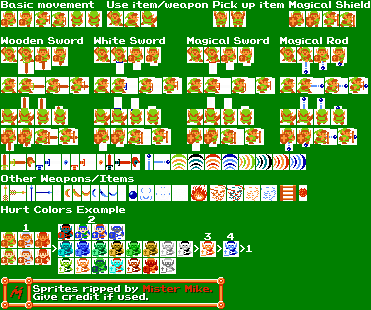 Basic movement Use item/weapon Pick up item Magical Shield
Wooden Sword White Sword Magical Sword Magical Rod
Other Weapons/Items
Hurt Colors Example
1 2 3 4
> > >1
Sprites ripped by Mister Mike.
Give credit if used.